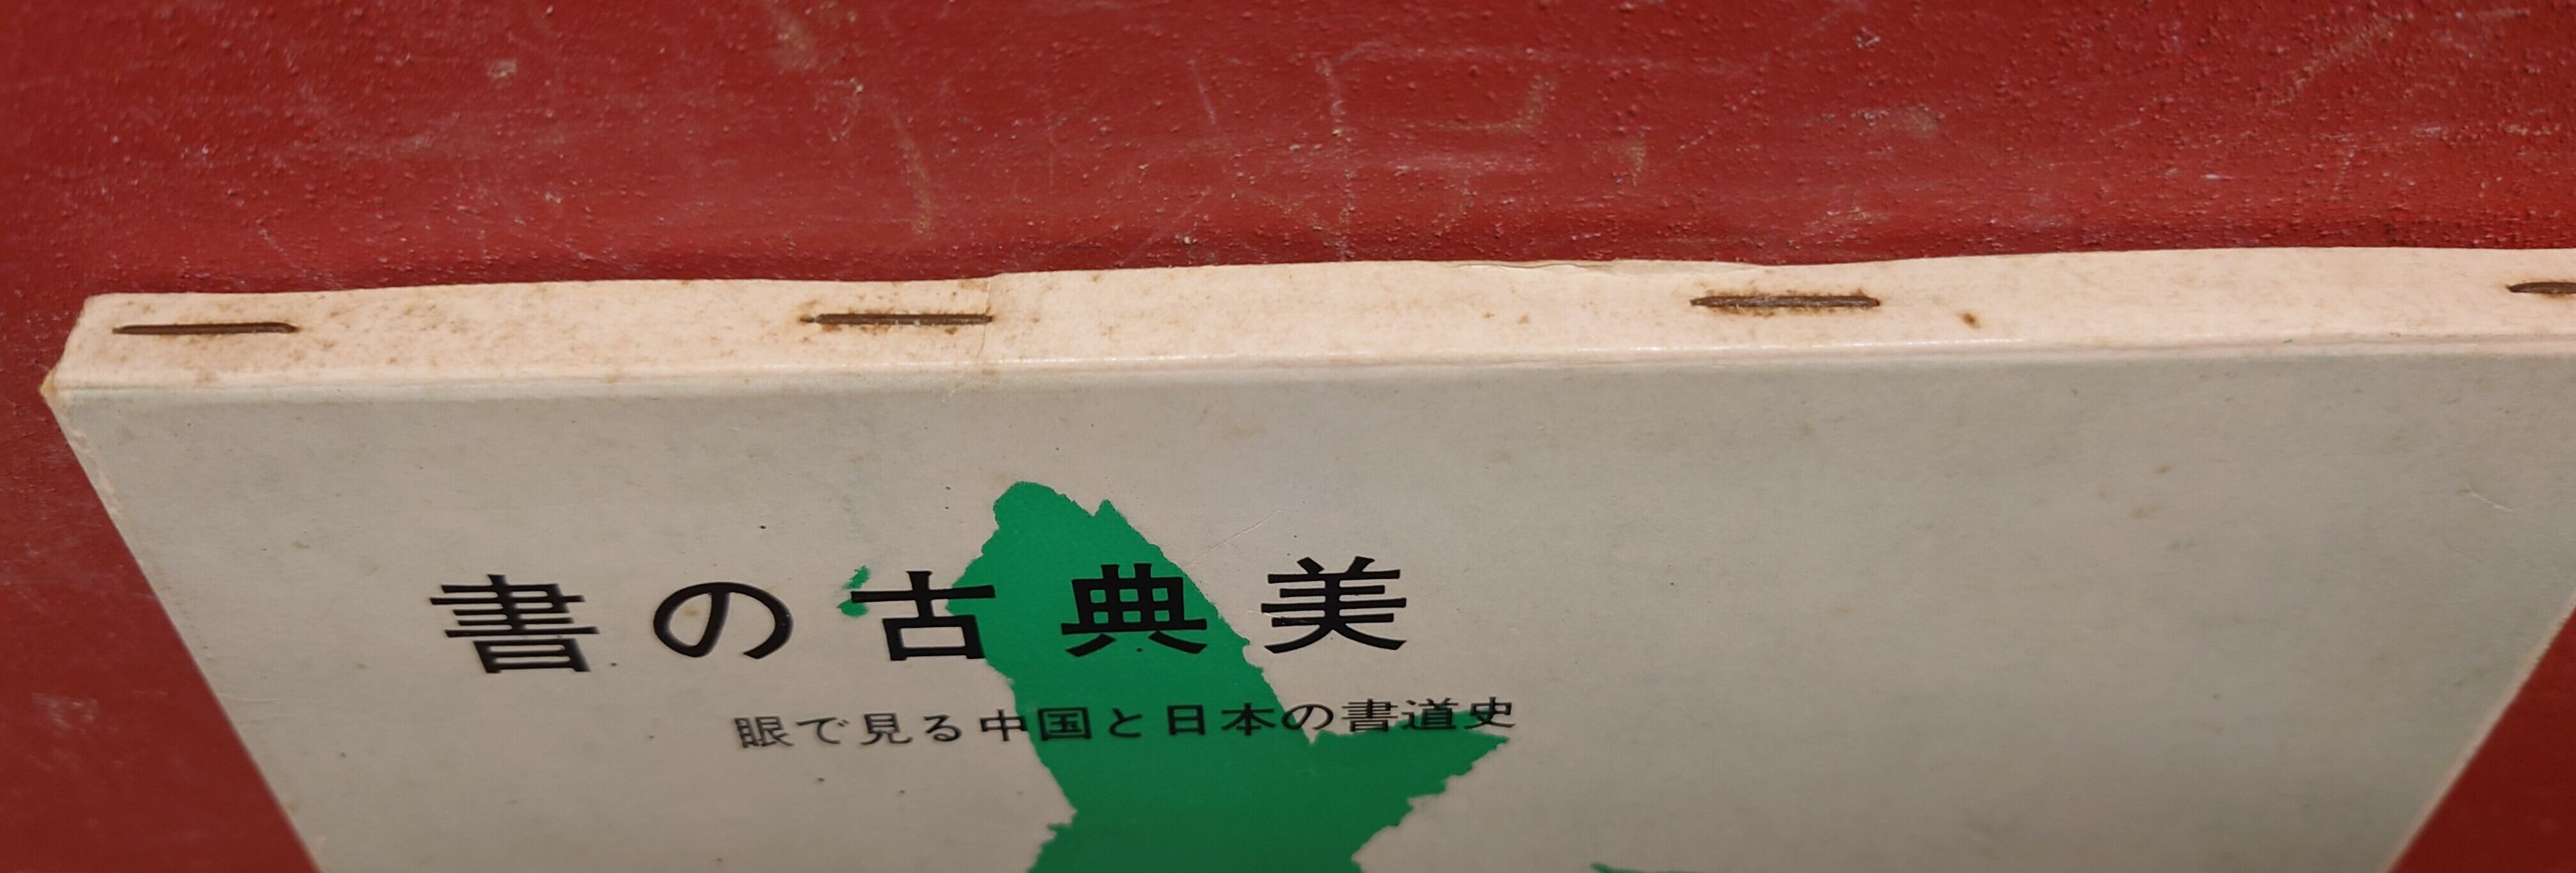 書の古典美
眼で見る中国と日本の書道史